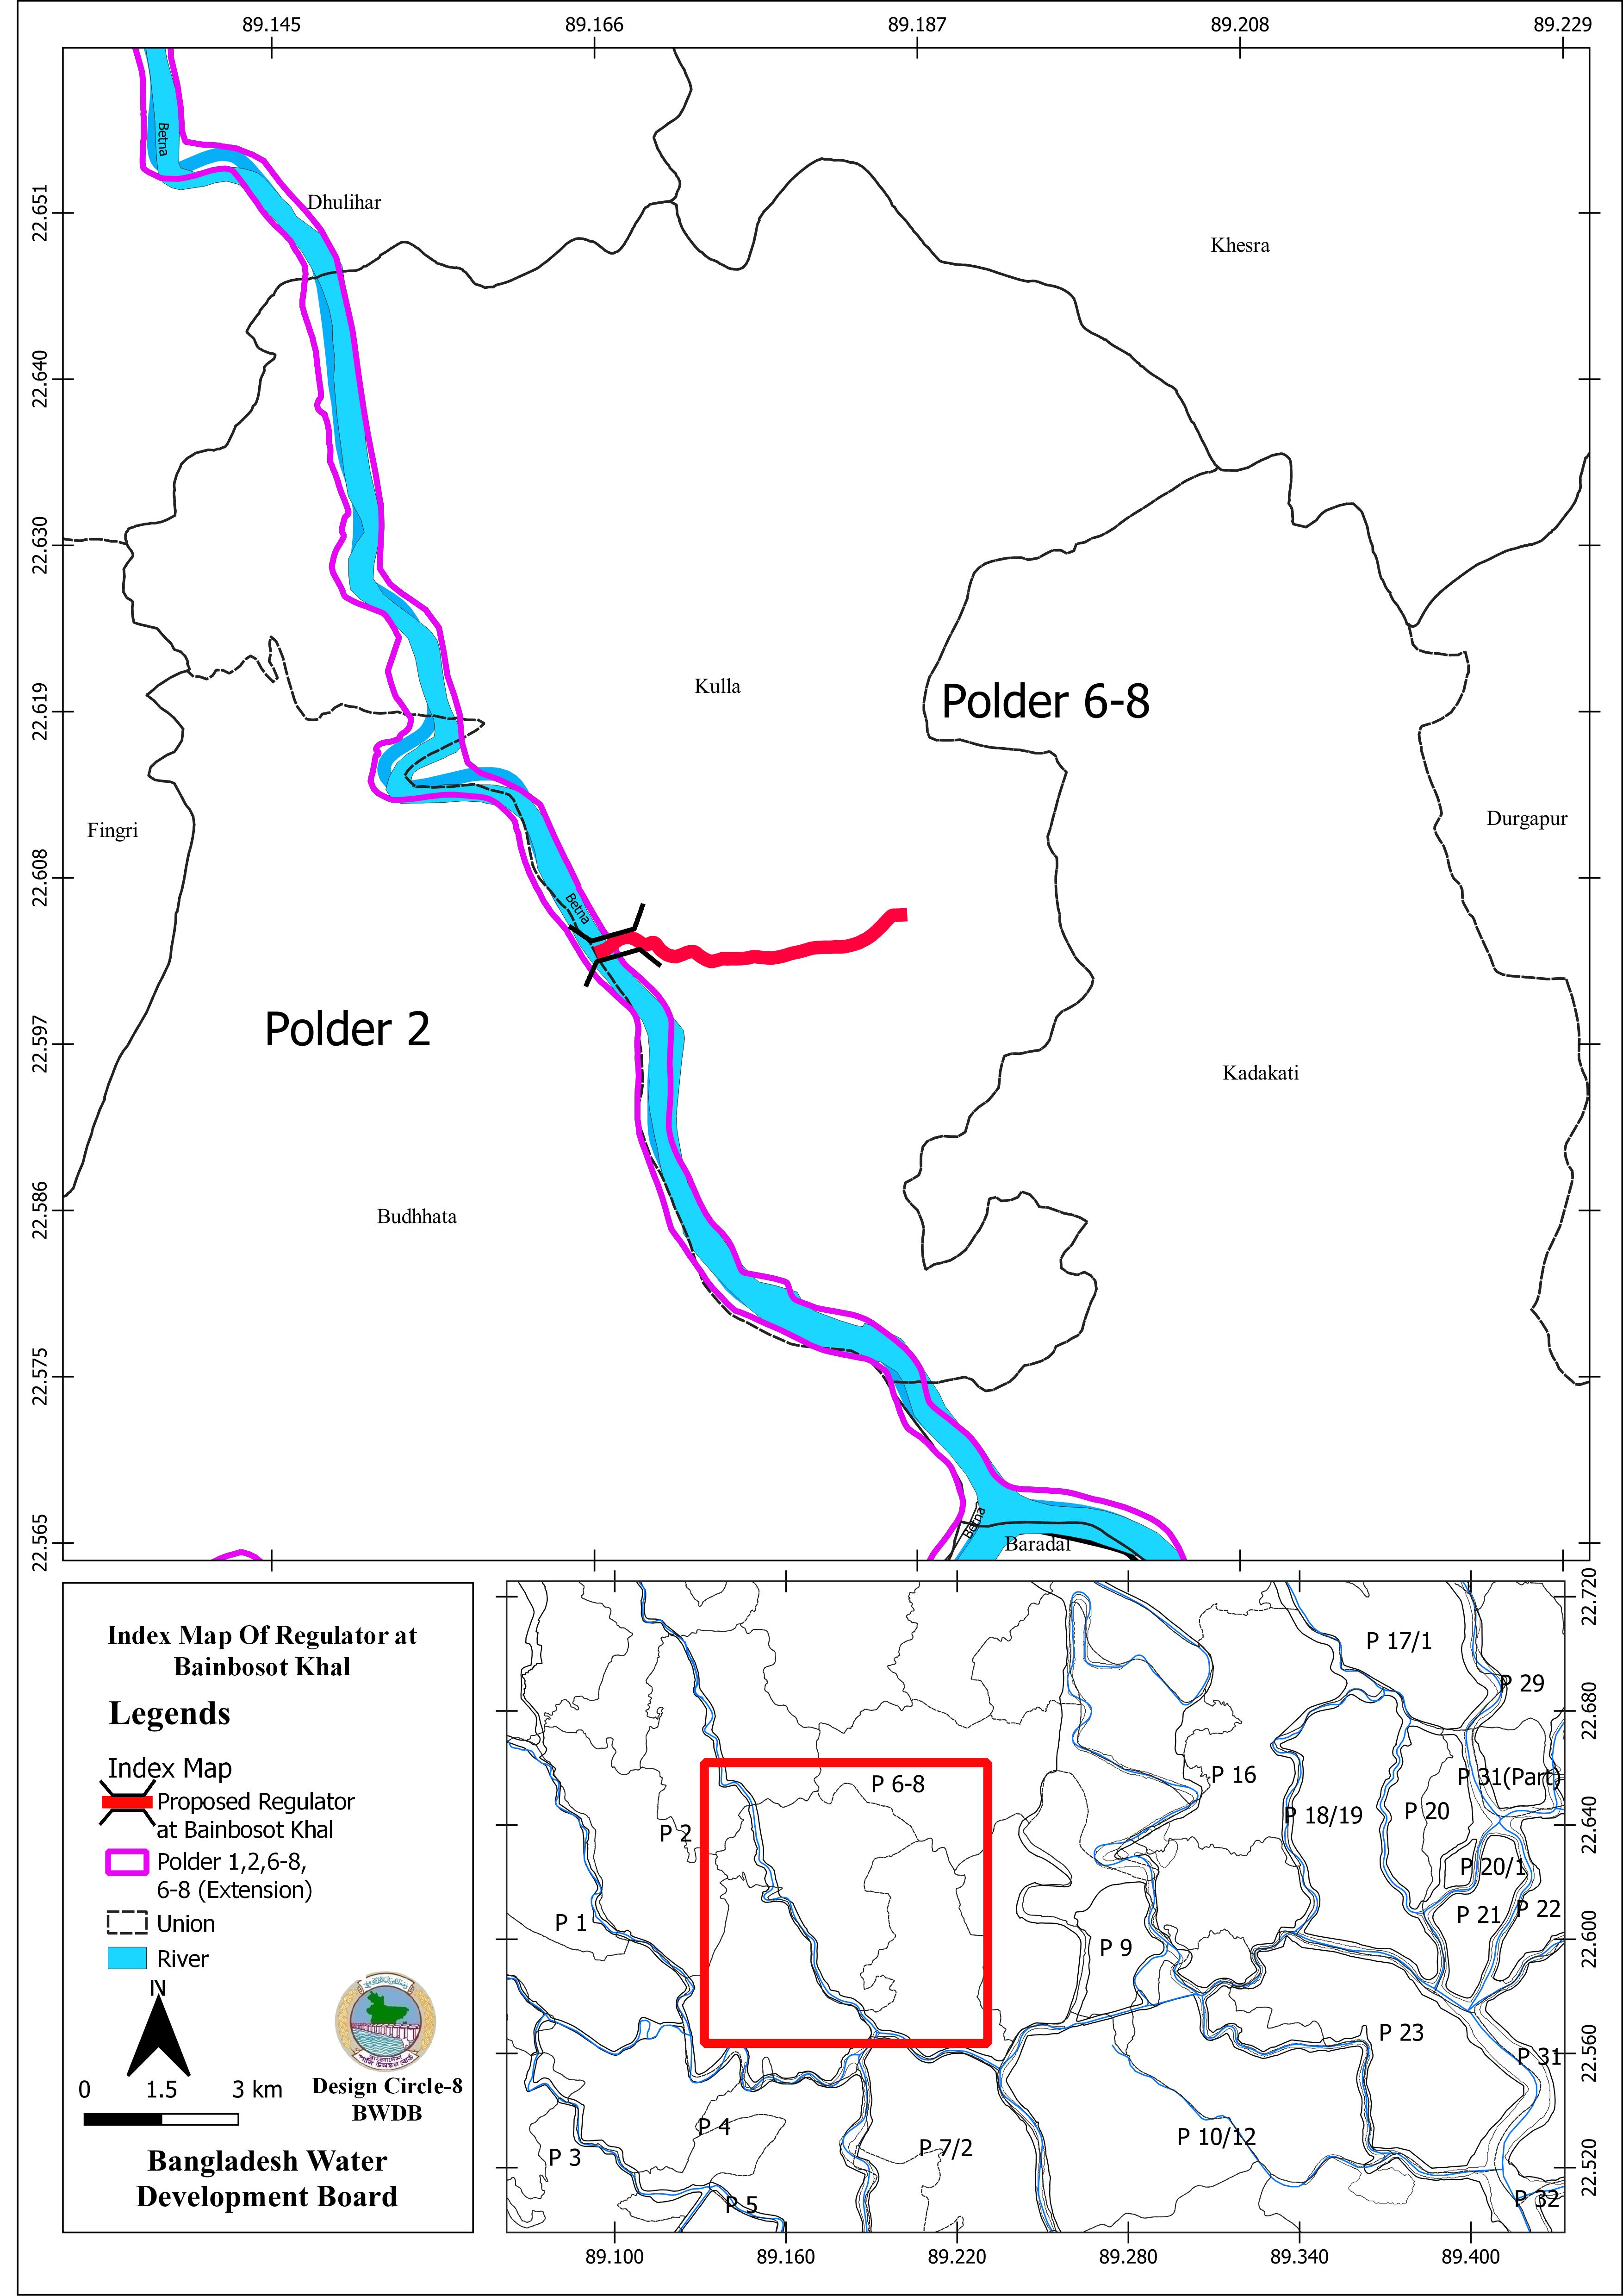 89.145
89.166
89.187
89.208
89.229
22.651
22.640
22.630
22.619
22.608
22.597
22.586
22.575
22.565
Betna
Dhulihar
Khesra
Kulla
Polder 6-8
Fingri
Durgapur
Betna
Polder 2
Kadakati
Budhhata
Betna
Baradal
Index Map Of Regulator at
Bainbosot Khal
Legends
Index Map
Proposed Regulator
at Bainbosot Khal
Polder 1,2,6-8,
6-8 (Extension)
Union
River
N
0 1.5 3 km
Design Circle-8
BWDB
Bangladesh Water
Development Board
P 17/1
P 29
P 6-8
P 16
P 31(Part)
P 18/19
P 20
P 2
P 20/1
P 22
P 21
P 1
P 9
P 23
P 31
P 4
P 10/12
P 7/2
P 3
P 32
P 5
22.720
22.680
22.640
22.600
22.560
22.520
89.100
89.160
89.220
89.280
89.340
89.400